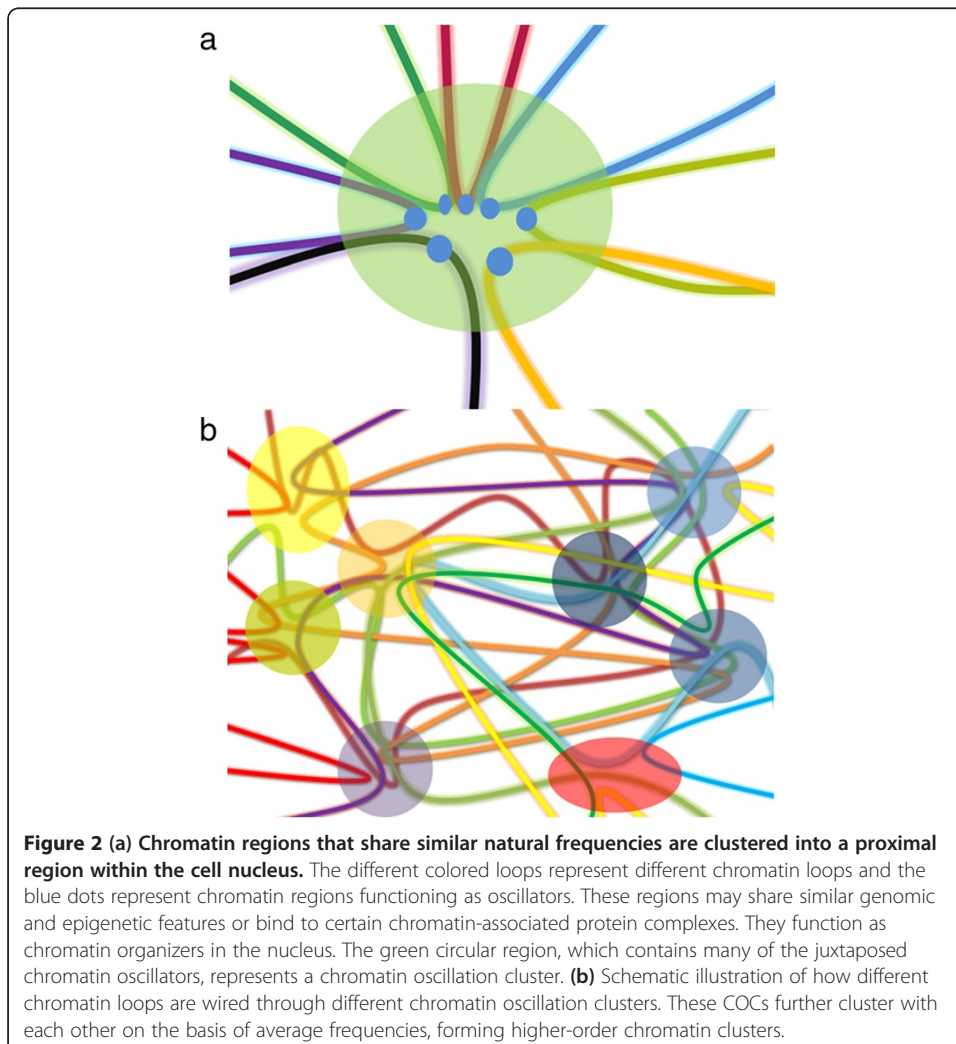 a
b
Figure 2 (a) Chromatin regions that share similar natural frequencies are clustered into a proximal
region within the cell nucleus. The different colored loops represent different chromatin loops and the
blue dots represent chromatin regions functioning as oscillators. These regions may share similar genomic
and epigenetic features or bind to certain chromatin-associated protein complexes. They function as
chromatin organizers in the nucleus. The green circular region, which contains many of the juxtaposed
chromatin oscillators, represents a chromatin oscillation cluster. (b) Schematic illustration of how different
chromatin loops are wired through different chromatin oscillation clusters. These COCs further cluster with
each other on the basis of average frequencies, forming higher-order chromatin clusters.